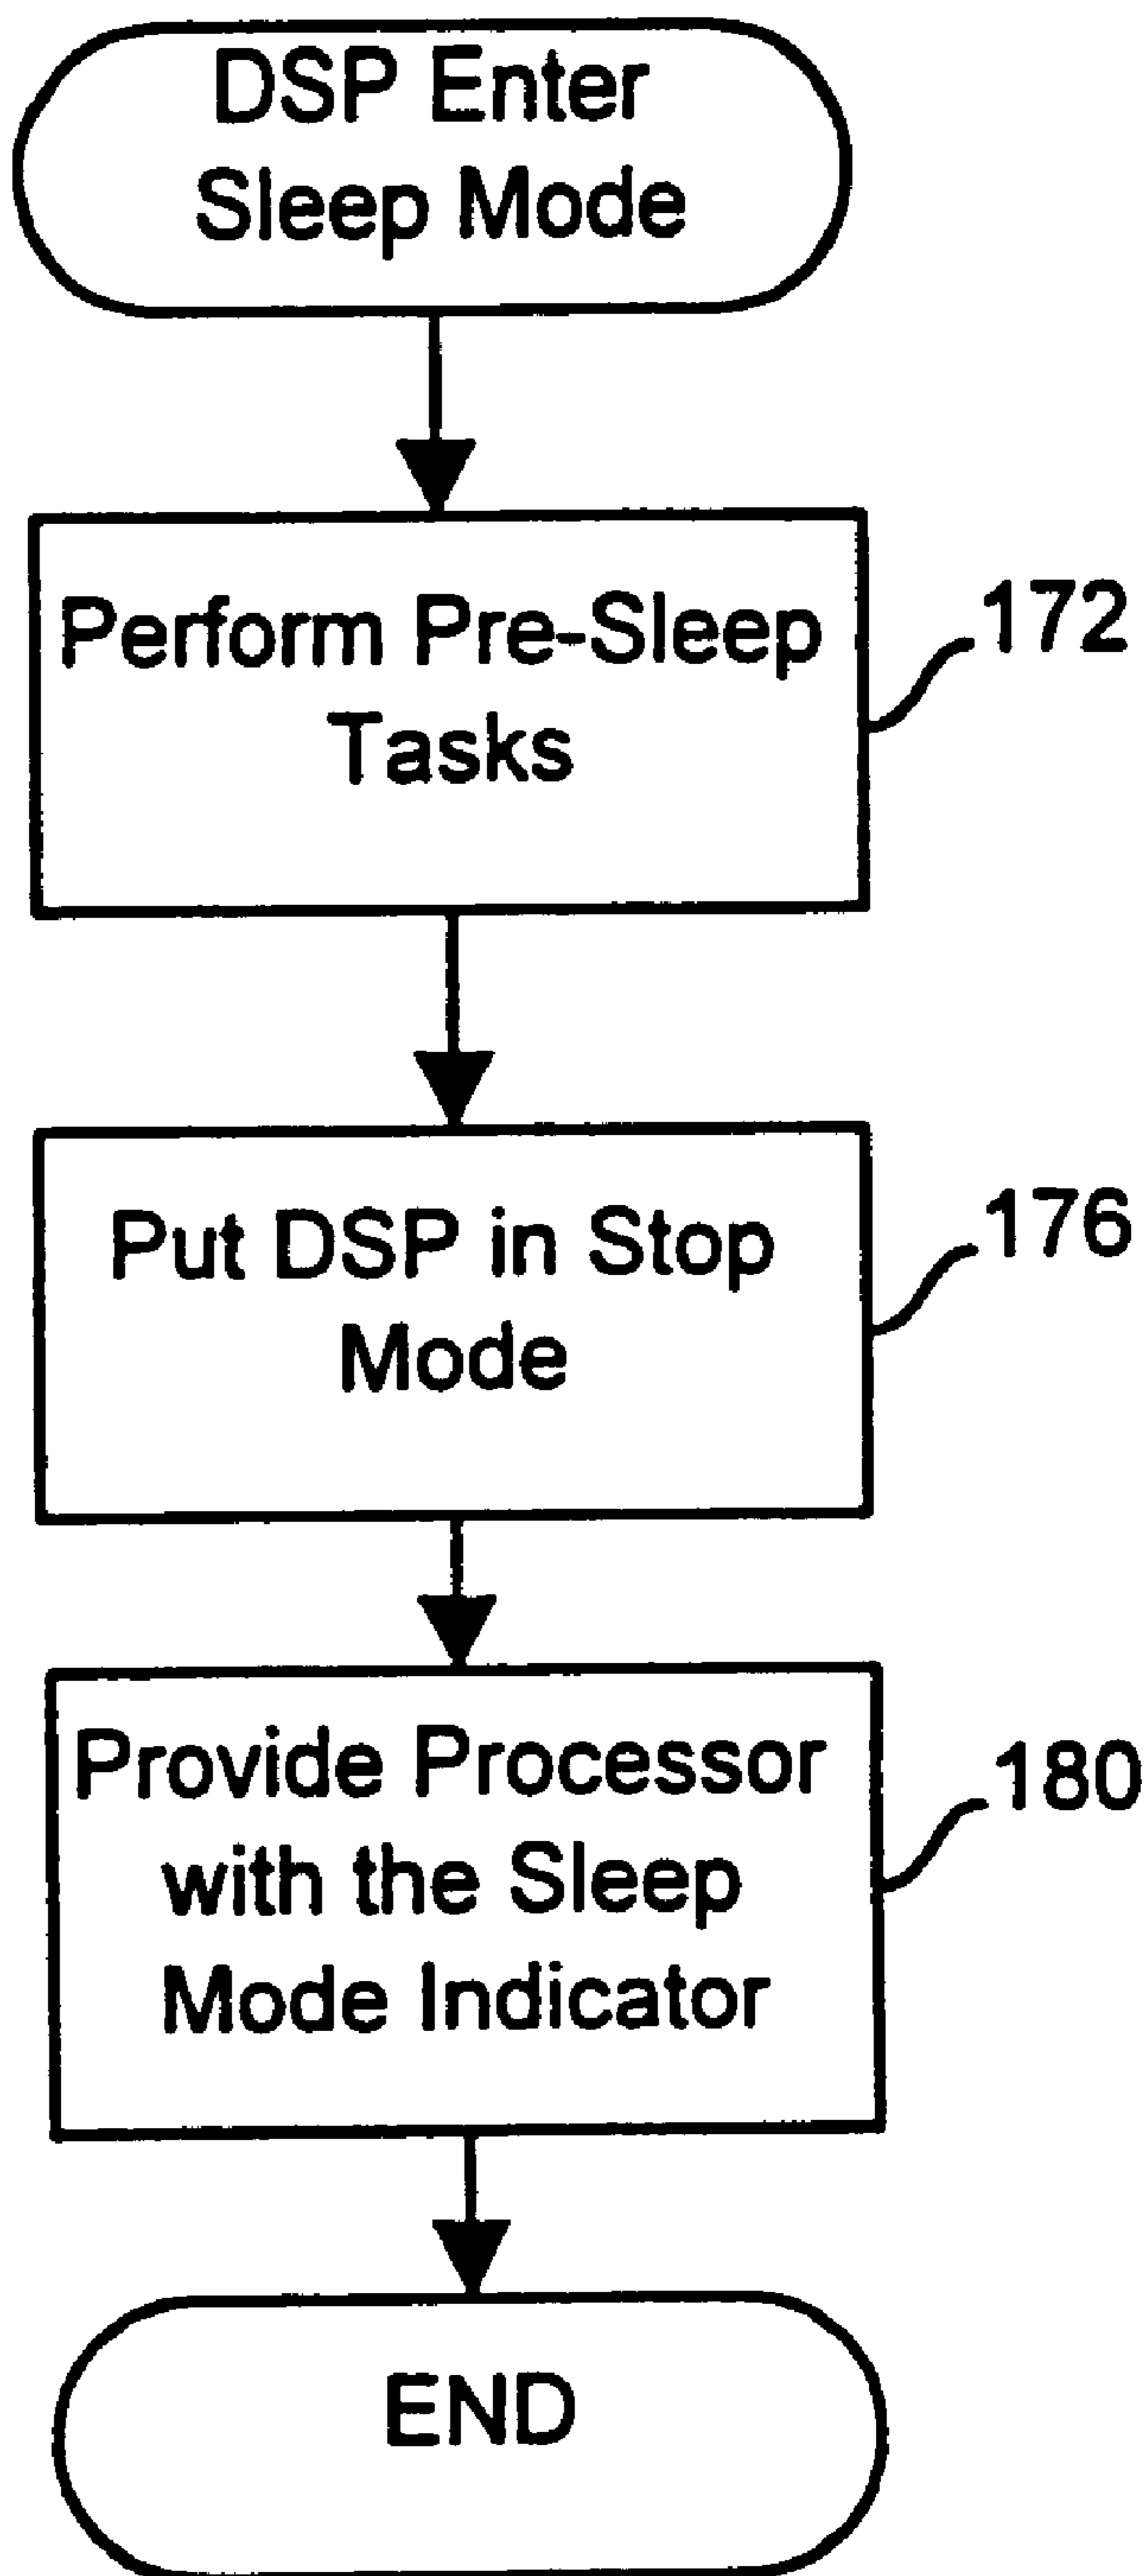 DSP Enter
Sleep Mode
Perform Pre-Sleep
Tasks
172
Put DSP in Stop
Mode
176
Provide Processor
with the Sleep
Mode Indicator
180
END